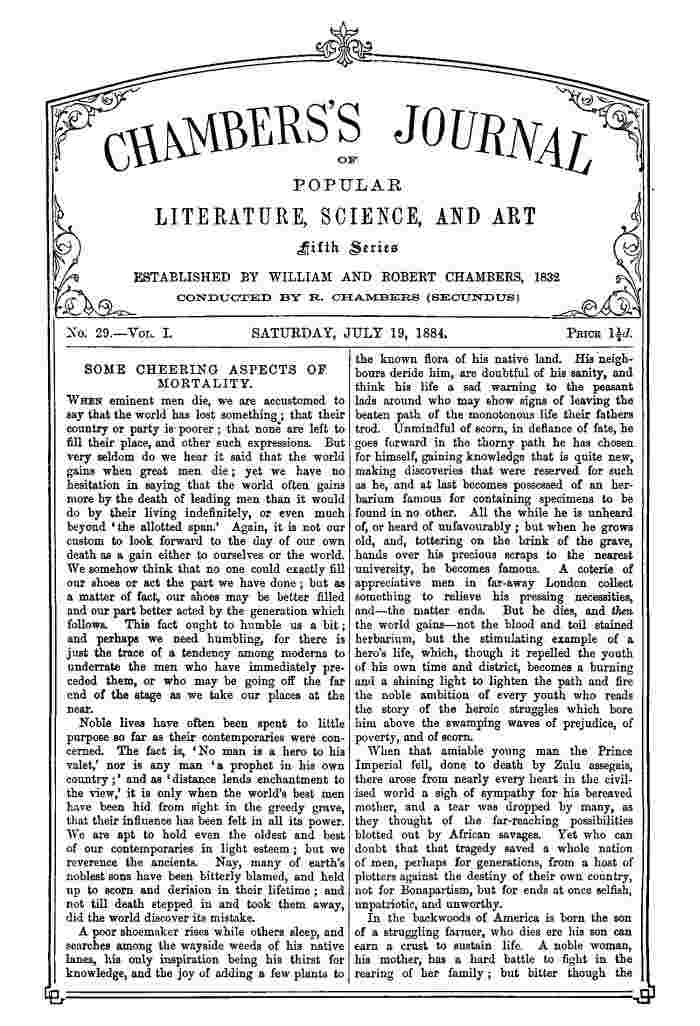 CHAMBERS'S JOURNAL
OF
POPULAR
LITERATURE, SCIENCE, AND ART
Fifth Series
ESTABLISHED BY WILLIAM AND ROBERT CHAMBERS, 1832
CONDUCTED BY R. CHAMBERS (SECUNDUS)
No. 29.—Vol. I. SATURDAY, JULY 19, 1884. Price 1½d.
SOME CHEERING ASPECTS OF
MORTALITY.
When eminent men die, we are accustomed to
say that the world has lost something; that their
country or party is poorer; that none are left to
fill their place, and other such expressions. But
very seldom do we hear it said that the world
gains when great men die; yet we have no
hesitation in saying that the world often gains
more by the death of leading men than it would
do by their living indefinitely, or even much
beyond 'the allotted span.' Again, it is not our
custom to look forward to the day of our own
death as a gain either to ourselves or the world.
We somehow think that no one could exactly fill
our shoes or act the part we have done; but as
a matter of fact, our shoes may be better filled
and our part better acted by the generation which
follows. This fact ought to humble us a bit;
and perhaps we need humbling, for there is
just the trace of a tendency among moderns to
underrate the men who have immediately pre-
ceded them, or who may be going off the far
end of the stage as we take our places at the
near.
Noble lives have often been spent to little
purpose so far as their contemporaries were con-
cerned. The fact is, 'No man is a hero to his
valet,' nor is any man 'a prophet in his own
country;' and as 'distance lends enchantment to
the view,' it is only when the world's best men
have been hid from sight in the greedy grave,
that their influence has been felt in all its power.
We are apt to hold even the oldest and best
of our contemporaries in light esteem; but we
reverence the ancients. Nay, many of earth's
noblest sons have been bitterly blamed, and held
up to scorn and derision in their lifetime; and
not till death stepped in and took them away,
did the world discover its mistake.
A poor shoemaker rises while others sleep, and
searches among the wayside weeds of his native
lanes, his only inspiration being his thirst for
knowledge, and the joy of adding a few plants to
the known flora of his native land. His neigh-
bours deride him, are doubtful of his sanity, and
think his life a sad warning to the peasant
lads around who may show signs of leaving the
beaten path of the monotonous life their fathers
trod. Unmindful of scorn, in defiance of fate, he
goes forward in the thorny path he has chosen
for himself, gaining knowledge that is quite new,
making discoveries that were reserved for such
as he, and at last becomes possessed of an her-
barium famous for containing specimens to be
found in no other. All the while he is unheard
of, or heard of unfavourably; but when he grows
old, and, tottering on the brink of the grave,
hands over his precious scraps to the nearest
university, he becomes famous. A coterie of
appreciative men in far-away London collect
something to relieve his pressing necessities,
and—the matter ends. But he dies, and then
the world gains—not the blood and toil stained
herbarium, but the stimulating example of a
hero's life, which, though it repelled the youth
of his own time and district, becomes a burning
and a shining light to lighten the path and fire
the noble ambition of every youth who reads
the story of the heroic struggles which bore
him above the swamping waves of prejudice, of
poverty, and of scorn.
When that amiable young man the Prince
Imperial fell, done to death by Zulu assegais,
there arose from nearly every heart in the civil-
ised world a sigh of sympathy for his bereaved
mother, and a tear was dropped by many, as
they thought of the far-reaching possibilities
blotted out by African savages. Yet who can
doubt that that tragedy saved a whole nation
of men, perhaps for generations, from a host of
plotters against the destiny of their own country,
not for Bonapartism, but for ends at once selfish,
unpatriotic, and unworthy.
In the backwoods of America is born the son
of a struggling farmer, who dies ere his son can
earn a crust to sustain life. A noble woman,
his mother, has a hard battle to fight in the
rearing of her family; but bitter though the